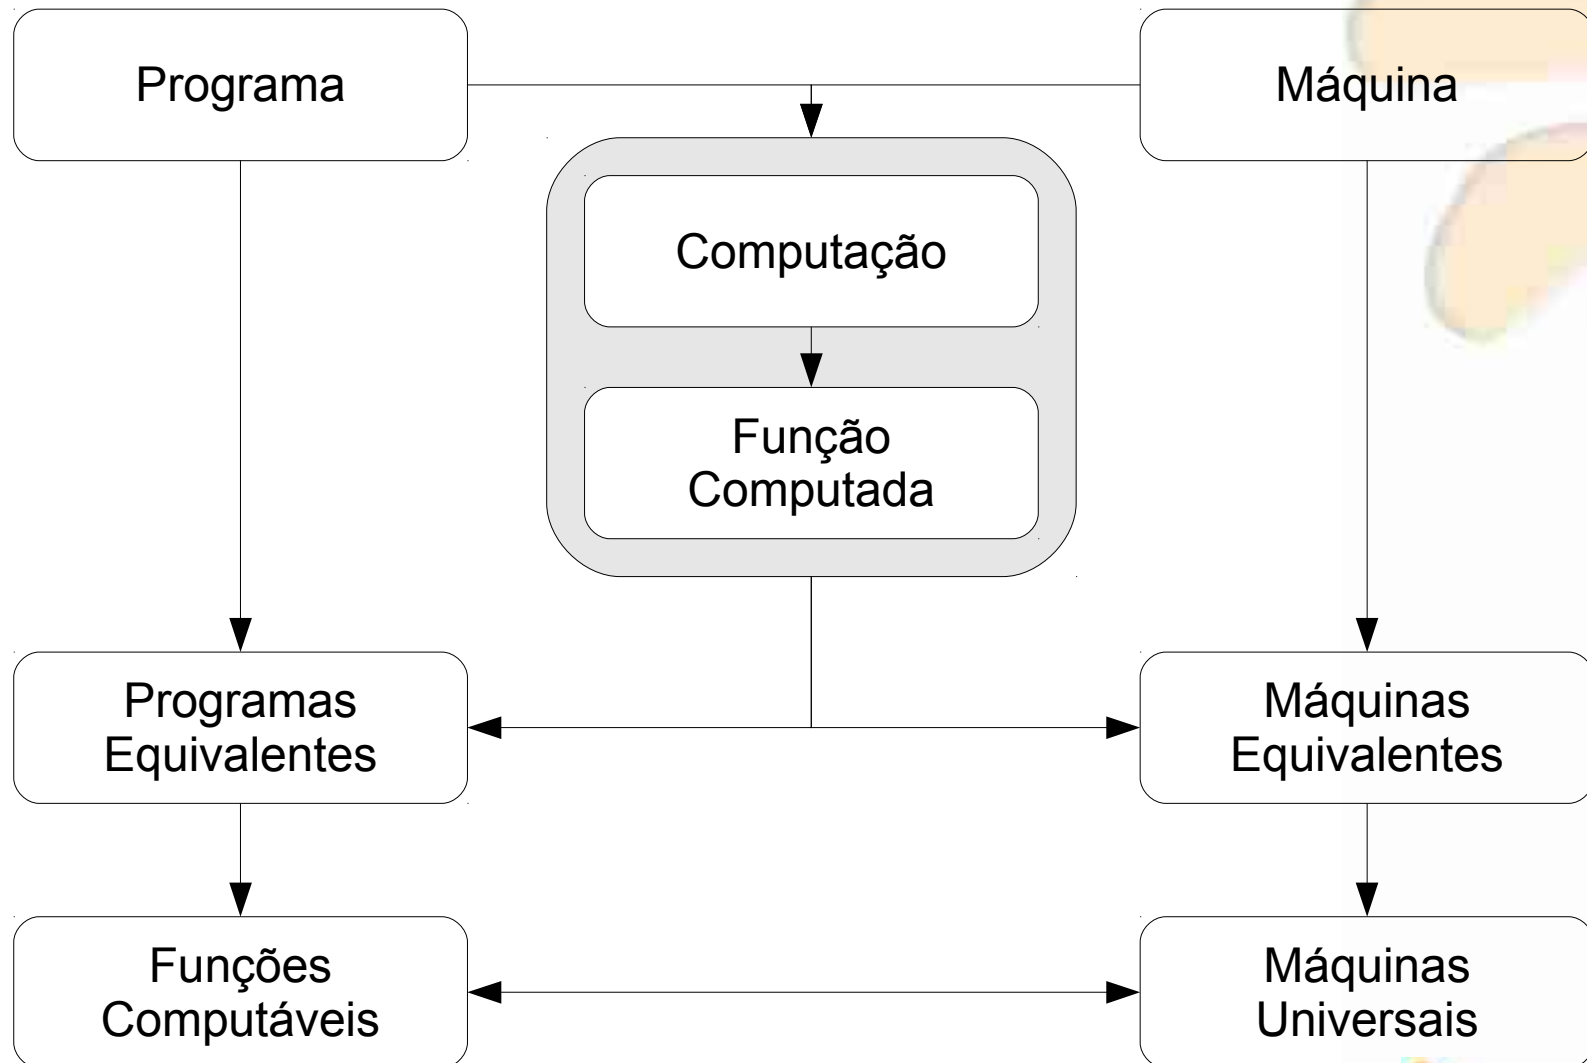 Programa
Máquina
Computação
Função
Computada
Programas
Equivalentes
Máquinas
Equivalentes
Funções
Computáveis
Máquinas
Universais